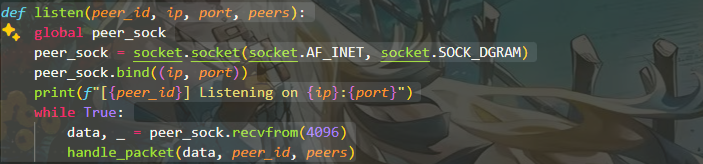 def listen(peer_id, ip, port, peers):
    global peer_sock
    peer_sock = socket.socket(socket.AF_INET, socket.SOCK_DGRAM)
    peer_sock.bind((ip, port))
    print(f"[{peer_id}] Listening on {ip}:{port}")
    while True:
        data, _ = peer_sock.recvfrom(4096)
        handle_packet(data, peer_id, peers)